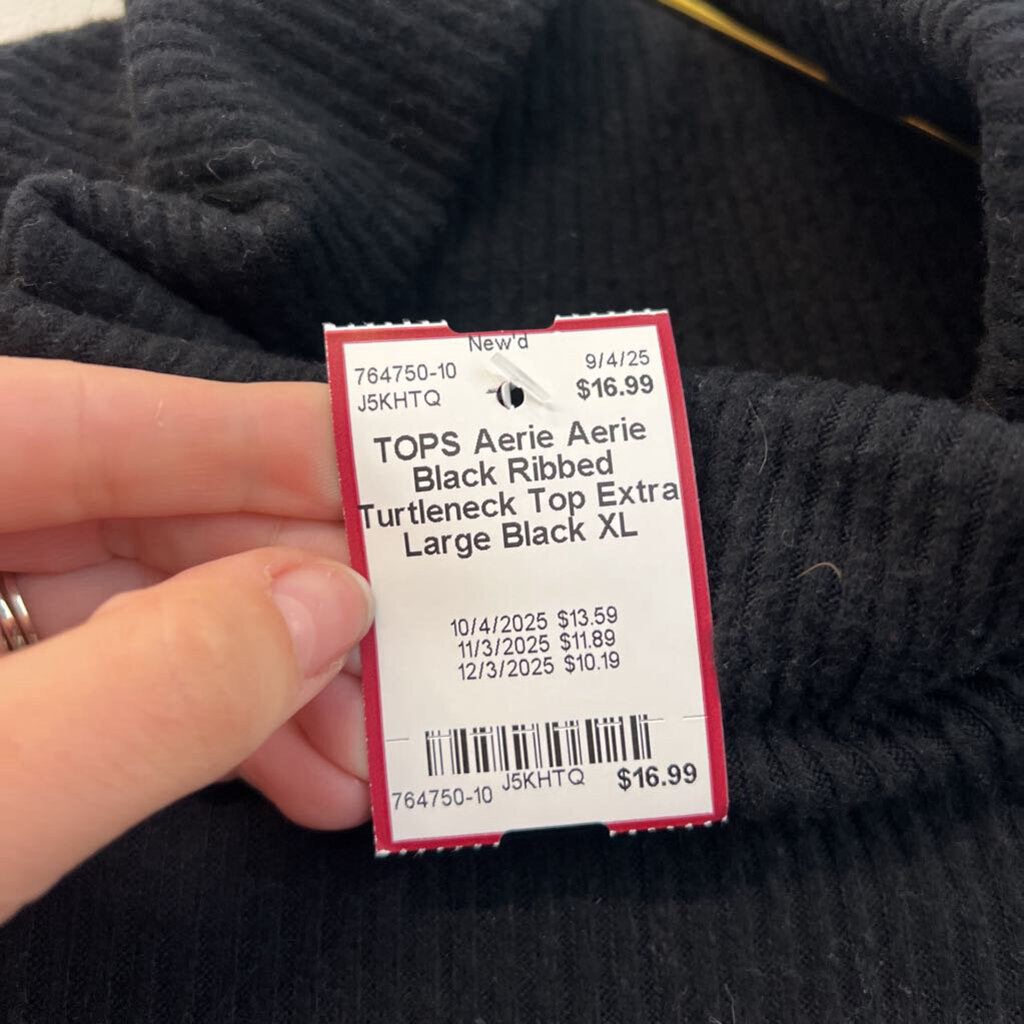 New'd
764750-10 9/4/25
J5KHTQ $16.99
TOPS Aerie Aerie
Black Ribbed
Turtleneck Top Extra
Large Black XL
10/4/2025 $13.59
11/3/2025 $11.89
12/3/2025 $10.19
764750-10 J5KHTQ $16.99